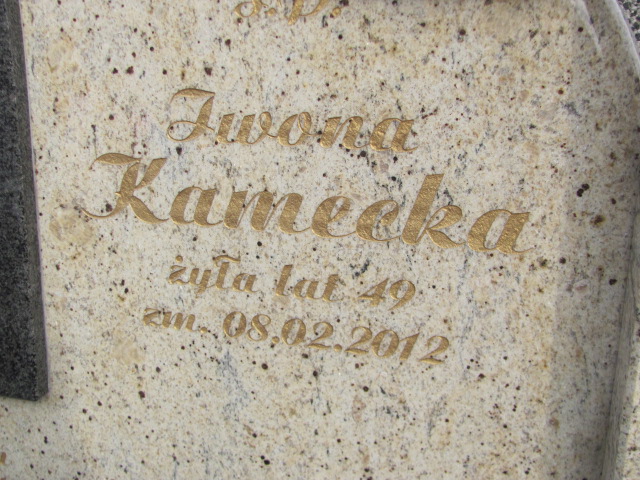 ś.p.
Iwona
Kamecka
żyła lat 49
zm. 08.02.2012